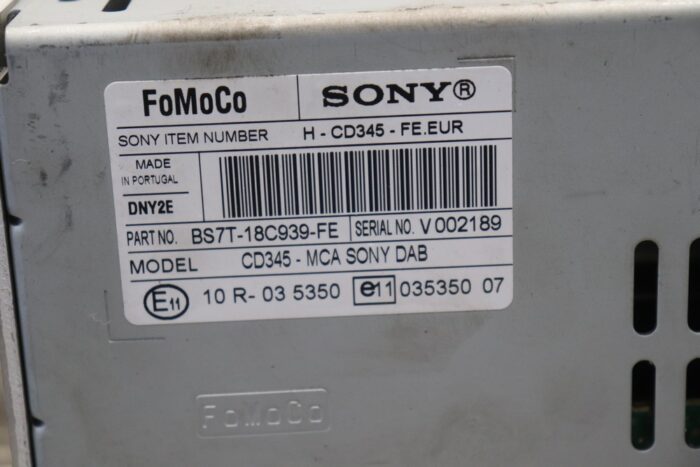 FoMoCo SONY®
SONY ITEM NUMBER H - CD345 - FE.EUR
MADE
IN PORTUGAL
DNY2E
PART NO. BS7T-18C939-FE SERIAL NO. V002189
MODEL CD345 - MCA SONY DAB
E11 10 R- 03 5350 e11 035350 07
FoMoCo